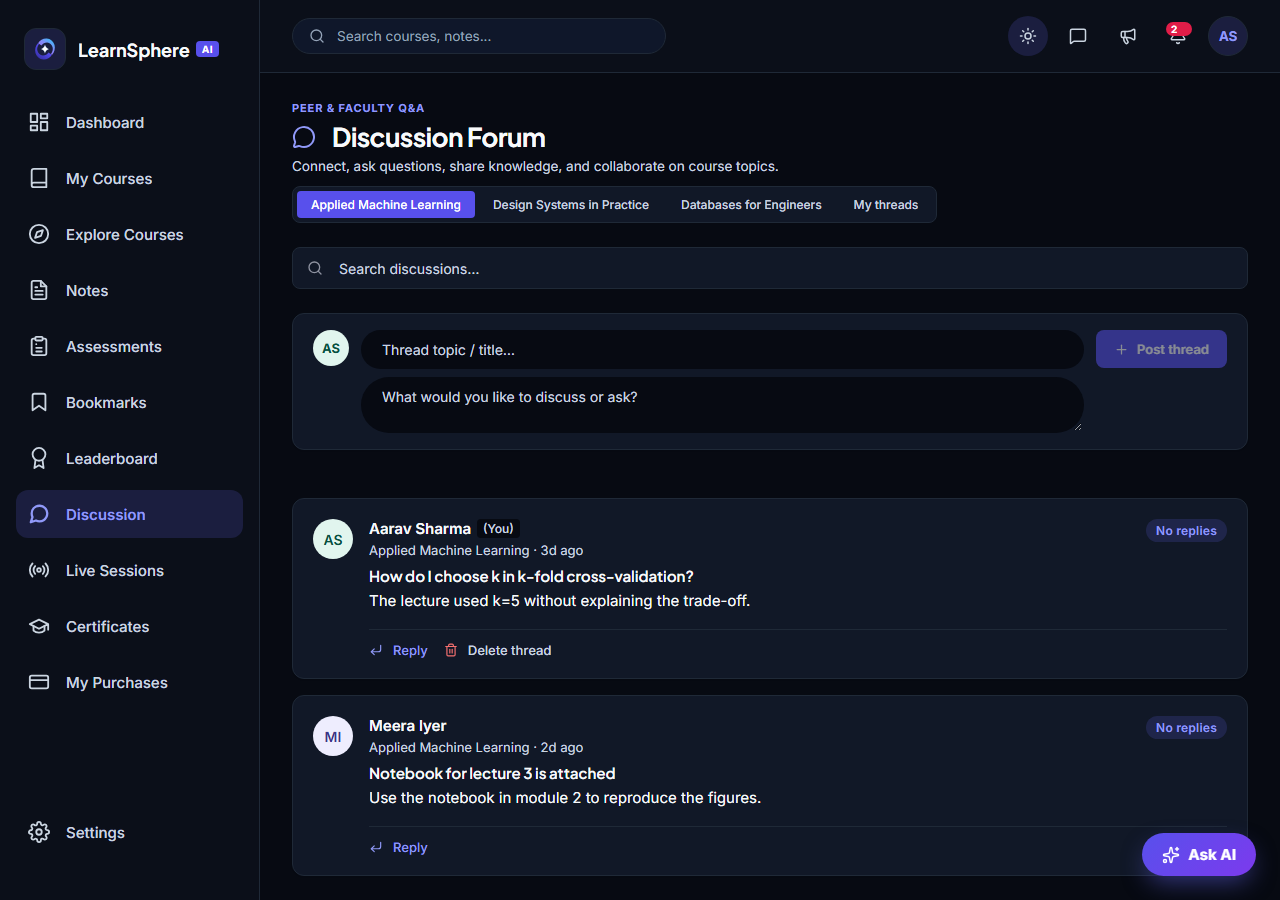 LearnSphere AI
Search courses, notes...
2
AS
Dashboard
My Courses
Explore Courses
Notes
Assessments
Bookmarks
Leaderboard
Discussion
Live Sessions
Certificates
My Purchases
Settings
PEER & FACULTY Q&A
Discussion Forum
Connect, ask questions, share knowledge, and collaborate on course topics.
Applied Machine Learning
Design Systems in Practice
Databases for Engineers
My threads
Search discussions...
AS
Thread topic / title...
Post thread
What would you like to discuss or ask?
AS
Aarav Sharma (You)
No replies
Applied Machine Learning · 3d ago
How do I choose k in k-fold cross-validation?
The lecture used k=5 without explaining the trade-off.
Reply
Delete thread
MI
Meera Iyer
No replies
Applied Machine Learning · 2d ago
Notebook for lecture 3 is attached
Use the notebook in module 2 to reproduce the figures.
Reply
Ask AI